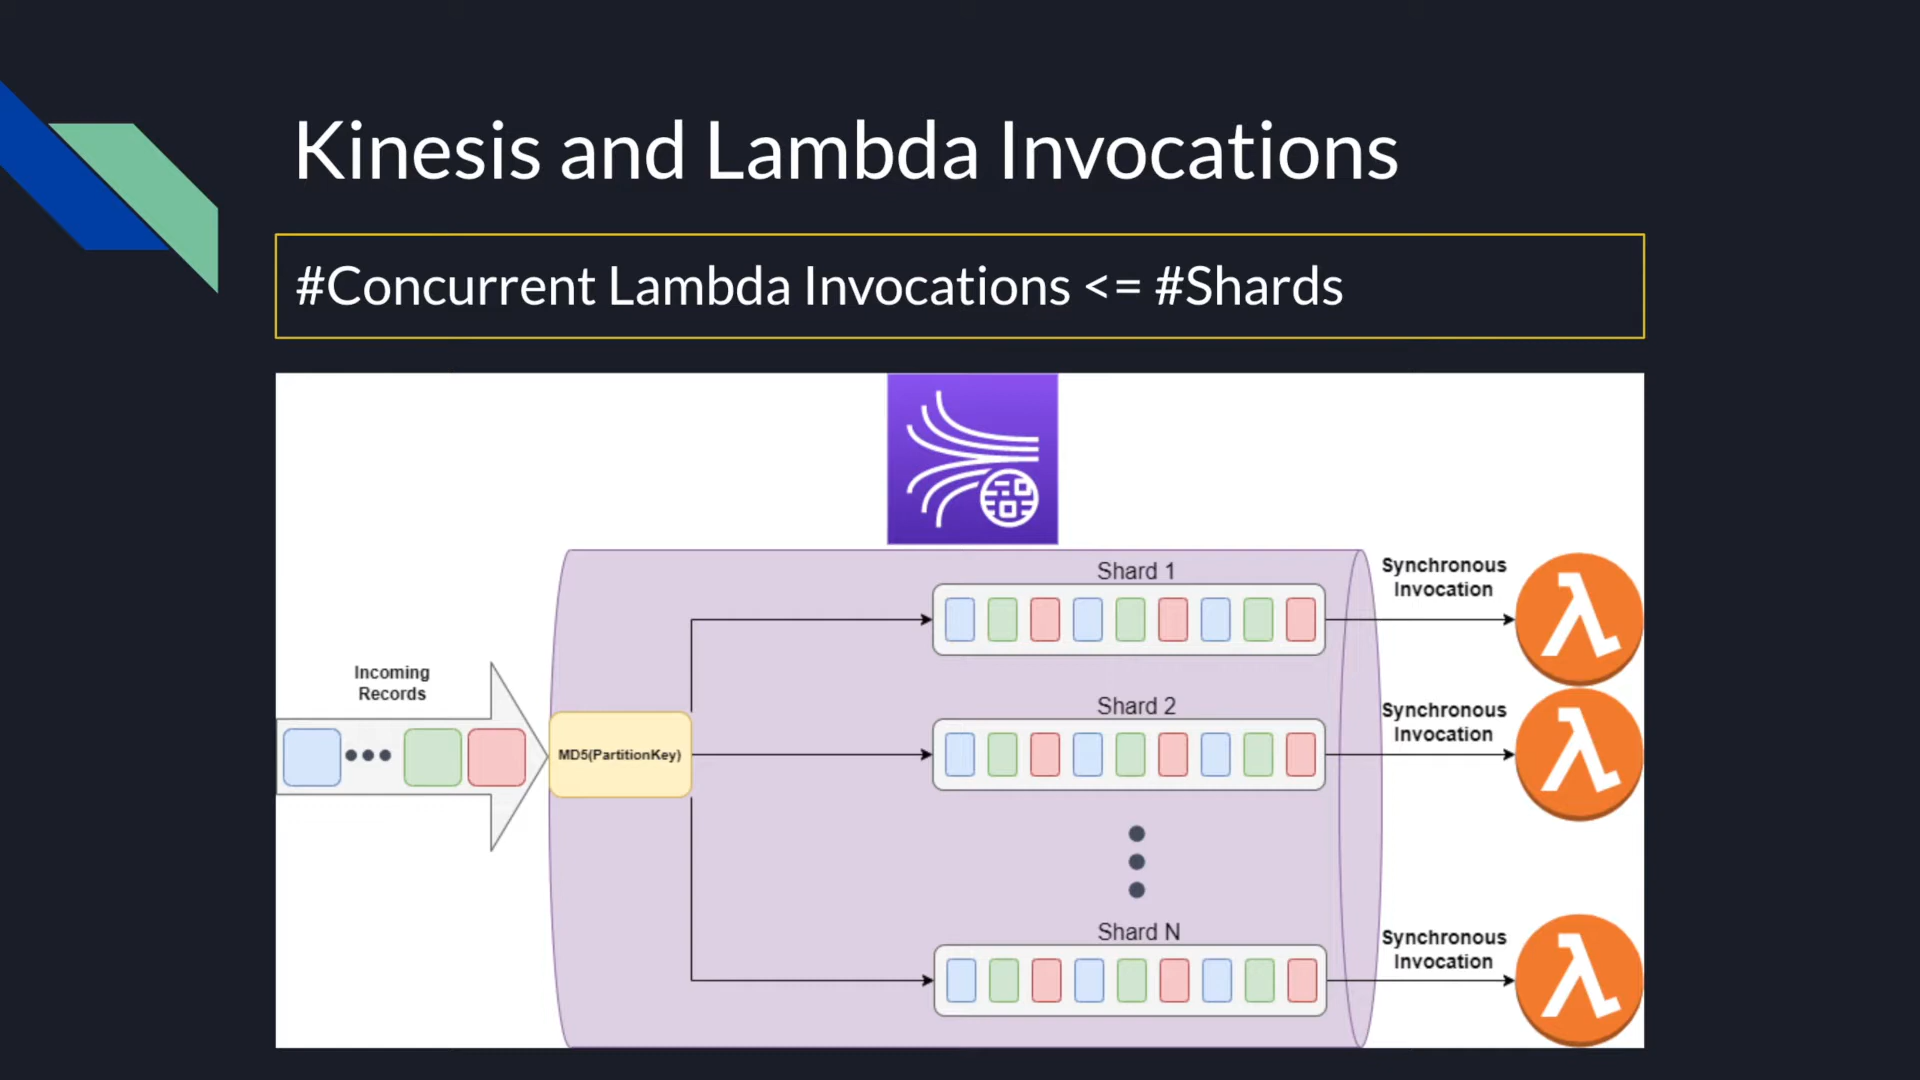 Kinesis and Lambda Invocations
#Concurrent Lambda Invocations <= #Shards
Incoming
Records
MD5(PartitionKey)
Shard 1
Synchronous
Invocation
Shard 2
Synchronous
Invocation
Shard N
Synchronous
Invocation